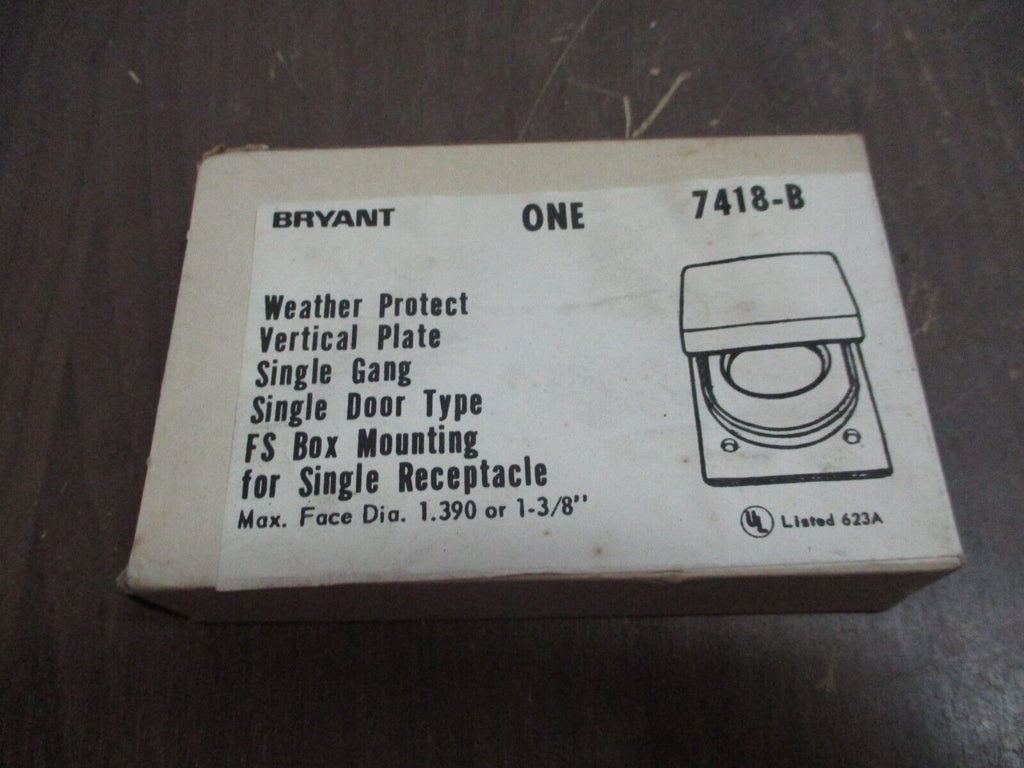 BRYANT ONE 7418-B
Weather Protect
Vertical Plate
Single Gang
Single Door Type
FS Box Mounting
for Single Receptacle
Max. Face Dia. 1.390 or 1-3/8"
UL Listed 623A